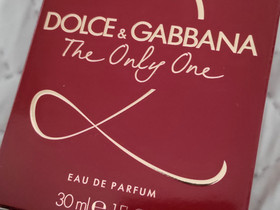 DOLCE & GABBANA
The Only One
EAU DE PARFUM
30 ml ℮